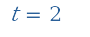 t = 2